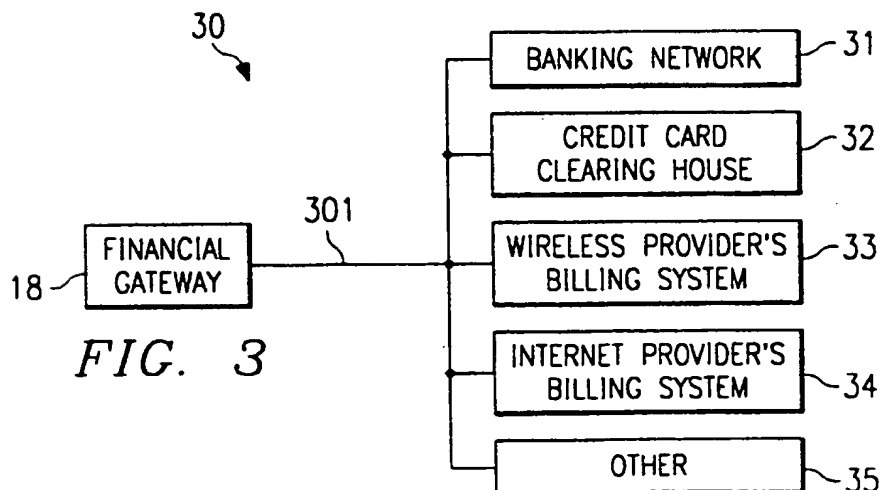 30
BANKING NETWORK
31
CREDIT CARD
CLEARING HOUSE
32
301
FINANCIAL
GATEWAY
18
WIRELESS PROVIDER'S
BILLING SYSTEM
33
FIG. 3
INTERNET PROVIDER'S
BILLING SYSTEM
34
OTHER
35